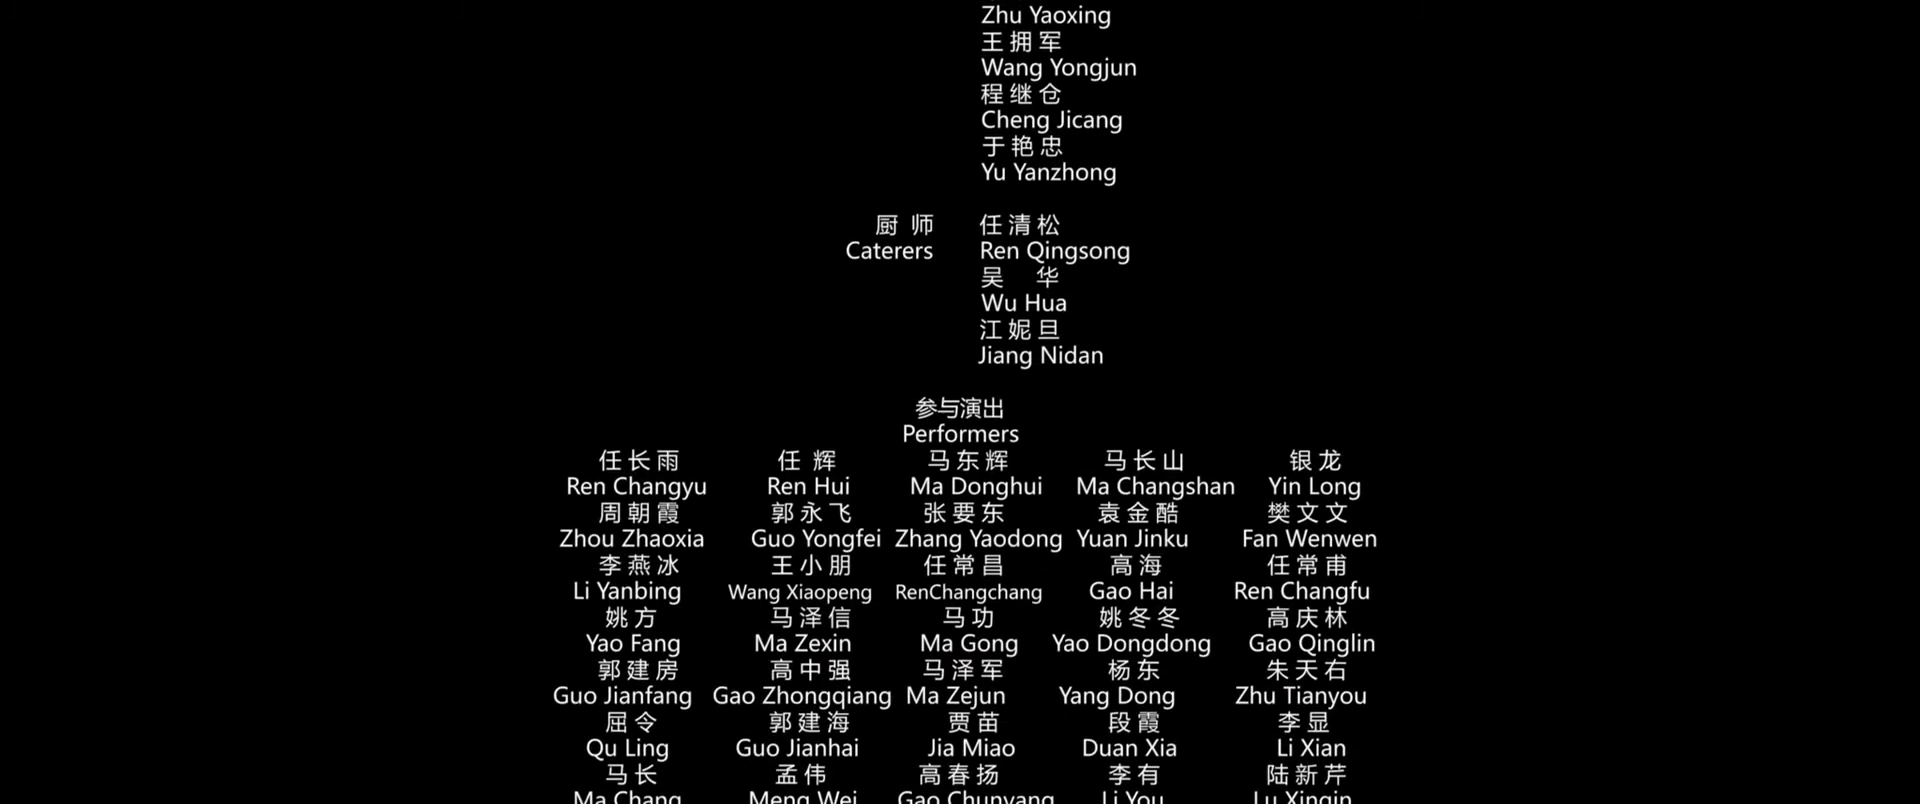 Zhu Yaoxing
王拥军
Wang Yongjun
程继仓
Cheng Jicang
于艳忠
Yu Yanzhong
厨 师 任清松
Caterers Ren Qingsong
吴 华
Wu Hua
江妮旦
Jiang Nidan
参与演出
Performers
任长雨 任 辉 马东辉 马长山 银龙
Ren Changyu Ren Hui Ma Donghui Ma Changshan Yin Long
周朝霞 郭永飞 张要东 袁金酷 樊文文
Zhou Zhaoxia Guo Yongfei Zhang Yaodong Yuan Jinku Fan Wenwen
李燕冰 王小朋 任常昌 高海 任常甫
Li Yanbing Wang Xiaopeng RenChangchang Gao Hai Ren Changfu
姚方 马泽信 马功 姚冬冬 高庆林
Yao Fang Ma Zexin Ma Gong Yao Dongdong Gao Qinglin
郭建房 高中强 马泽军 杨东 朱天右
Guo Jianfang Gao Zhongqiang Ma Zejun Yang Dong Zhu Tianyou
屈令 郭建海 贾苗 段霞 李显
Qu Ling Guo Jianhai Jia Miao Duan Xia Li Xian
马长 孟伟 高春扬 李有 陆新芹
Ma Chang Meng Wei Gao Chunyang Li You Lu Xinqin